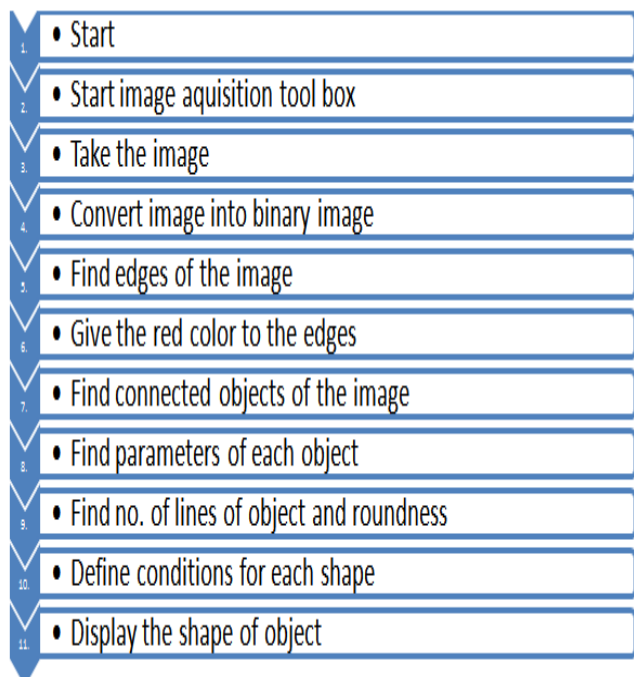 1. • Start
2. • Start image aquisition tool box
3. • Take the image
4. • Convert image into binary image
5. • Find edges of the image
6. • Give the red color to the edges
7. • Find connected objects of the image
8. • Find parameters of each object
9. • Find no. of lines of object and roundness
10. • Define conditions for each shape
11. • Display the shape of object